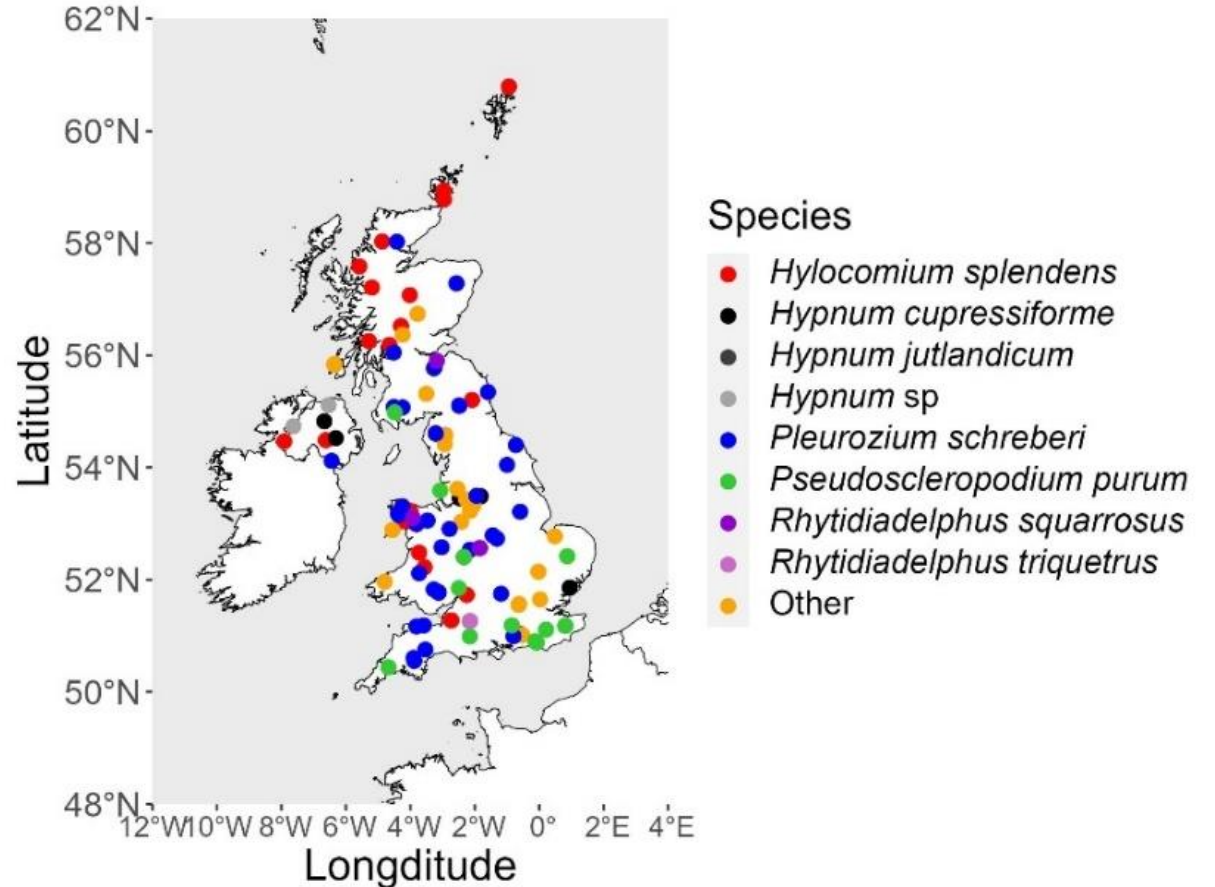 62°N
60°N
58°N
56°N
54°N
52°N
50°N
48°N
Latitude
12°W 10°W 8°W 6°W 4°W 2°W 0° 2°E 4°E
Longditude
Species
Hylocomium splendens
Hypnum cupressiforme
Hypnum jutlandicum
Hypnum sp
Pleurozium schreberi
Pseudoscleropodium purum
Rhytidiadelphus squarrosus
Rhytidiadelphus triquetrus
Other